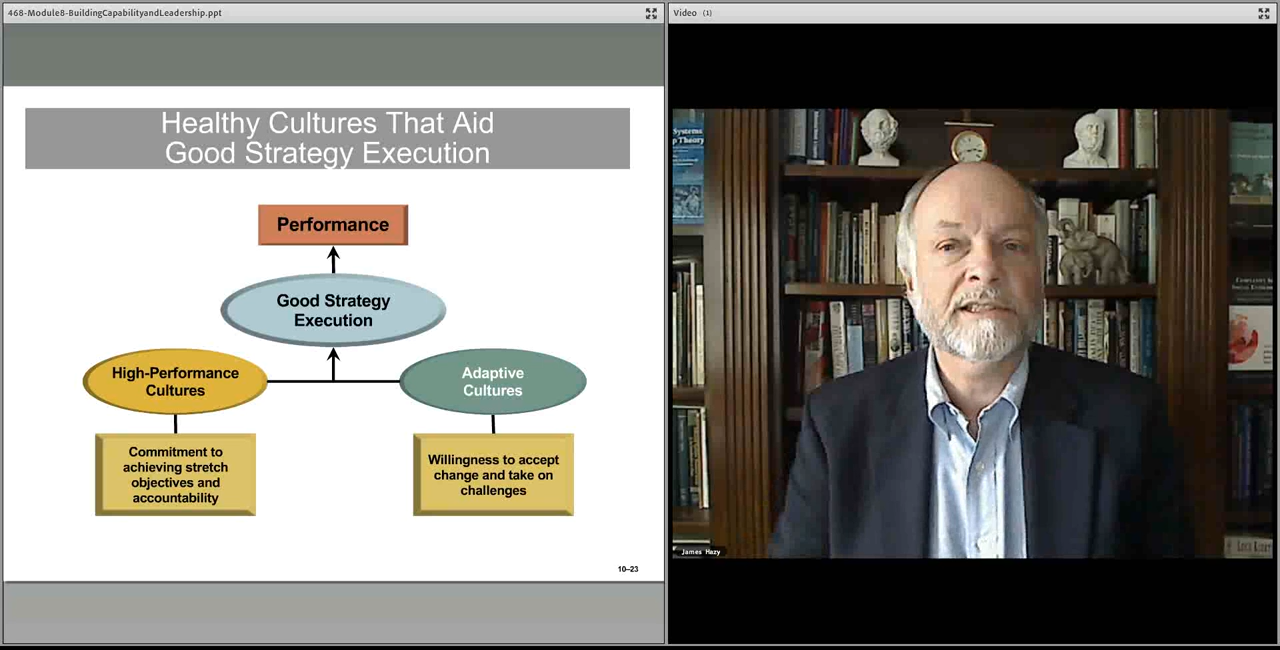 468-Module8-BuildingCapabilityandLeadership.ppt
Healthy Cultures That Aid
Good Strategy Execution
Performance
Good Strategy
Execution
High-Performance
Cultures
Adaptive
Cultures
Commitment to
achieving stretch
objectives and
accountability
Willingness to accept
change and take on
challenges
10–23
Video (1)
Systems
p Theory
James Hazy